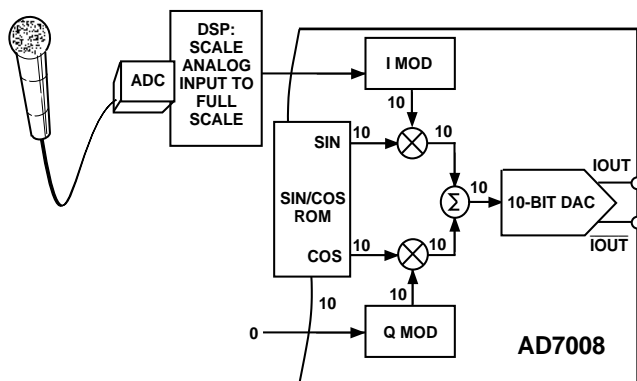 DSP:
SCALE
ANALOG
INPUT TO
FULL
SCALE
ADC
I MOD
10
SIN
10
10
SIN/COS
ROM
Σ
10
10-BIT DAC
IOUT
IOUT
COS
10
10
10
10
0
Q MOD
AD7008